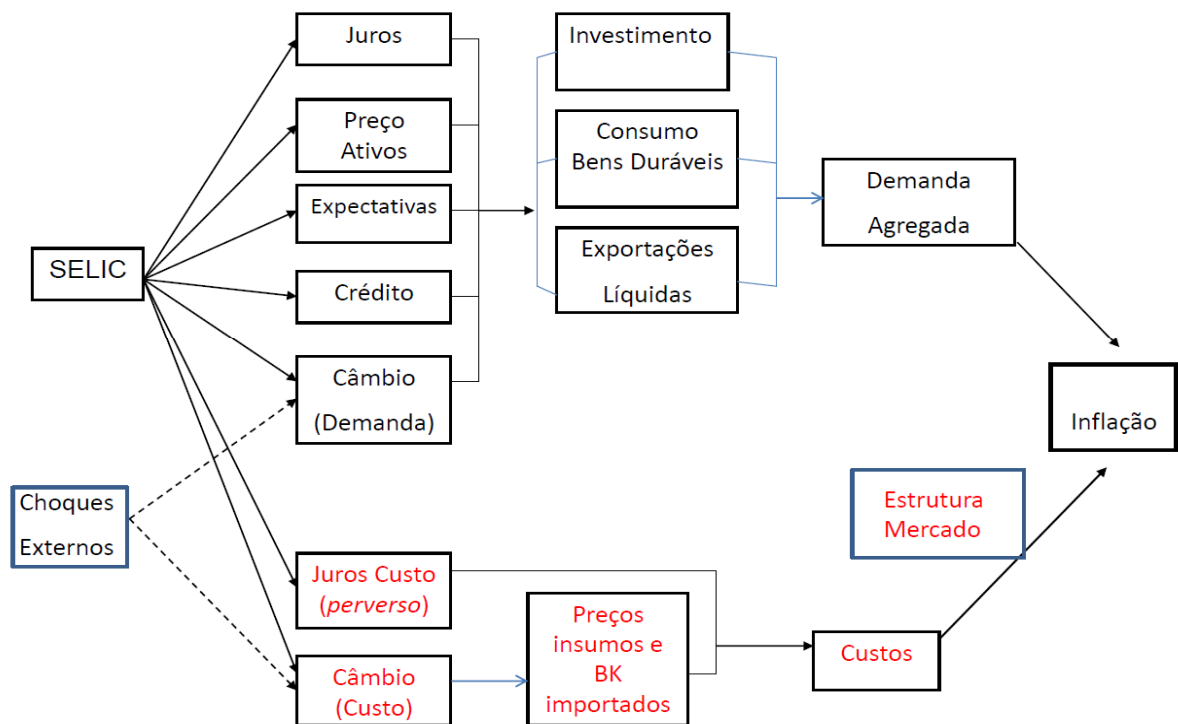 Juros
Preço
Ativos
Expectativas
SELIC
Crédito
Câmbio
(Demanda)
Choques
Externos
Juros Custo
(perverso)
Câmbio
(Custo)
Investimento
Consumo
Bens Duráveis
Exportações
Líquidas
Demanda
Agregada
Inflação
Estrutura
Mercado
Preços
insumos e
BK
importados
Custos